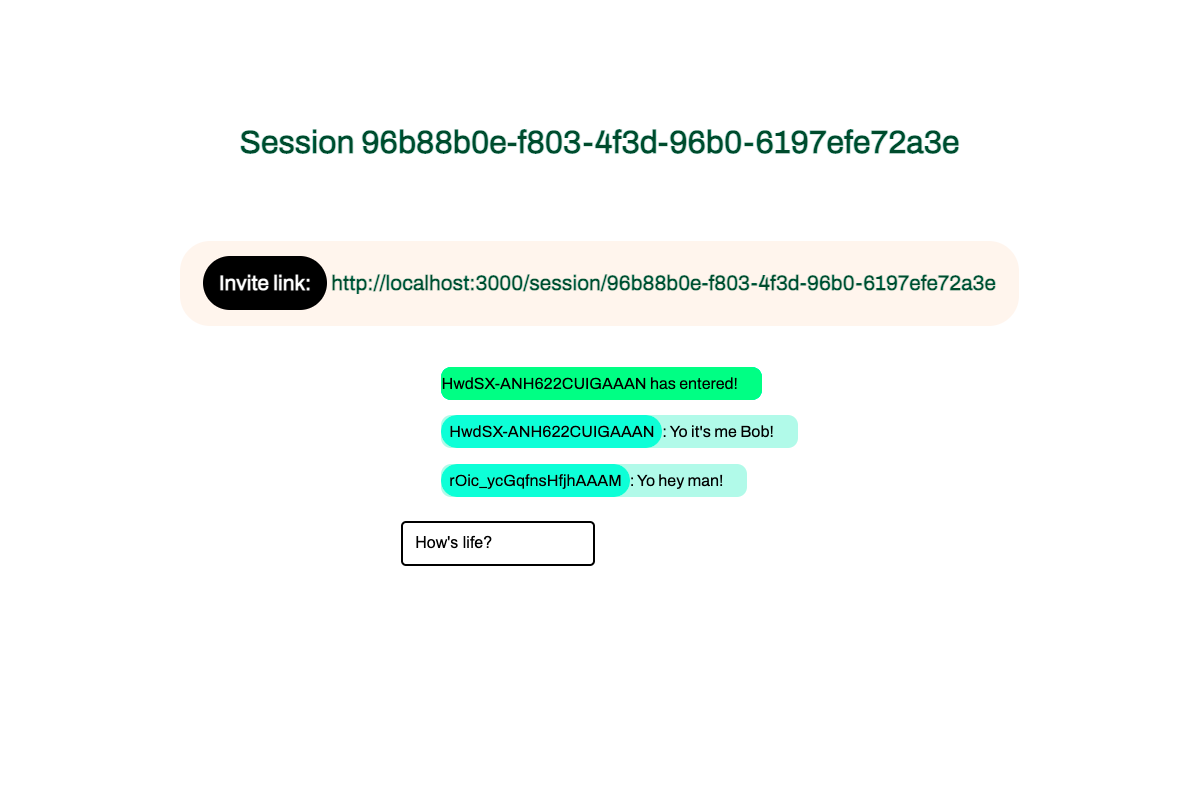 Session 96b88b0e-f803-4f3d-96b0-6197efe72a3e
Invite link: http://localhost:3000/session/96b88b0e-f803-4f3d-96b0-6197efe72a3e
HwdSX-ANH622CUIGAAAN has entered!
HwdSX-ANH622CUIGAAAN : Yo it's me Bob!
rOic_ycGqfnsHfjhAAAM : Yo hey man!
How's life?